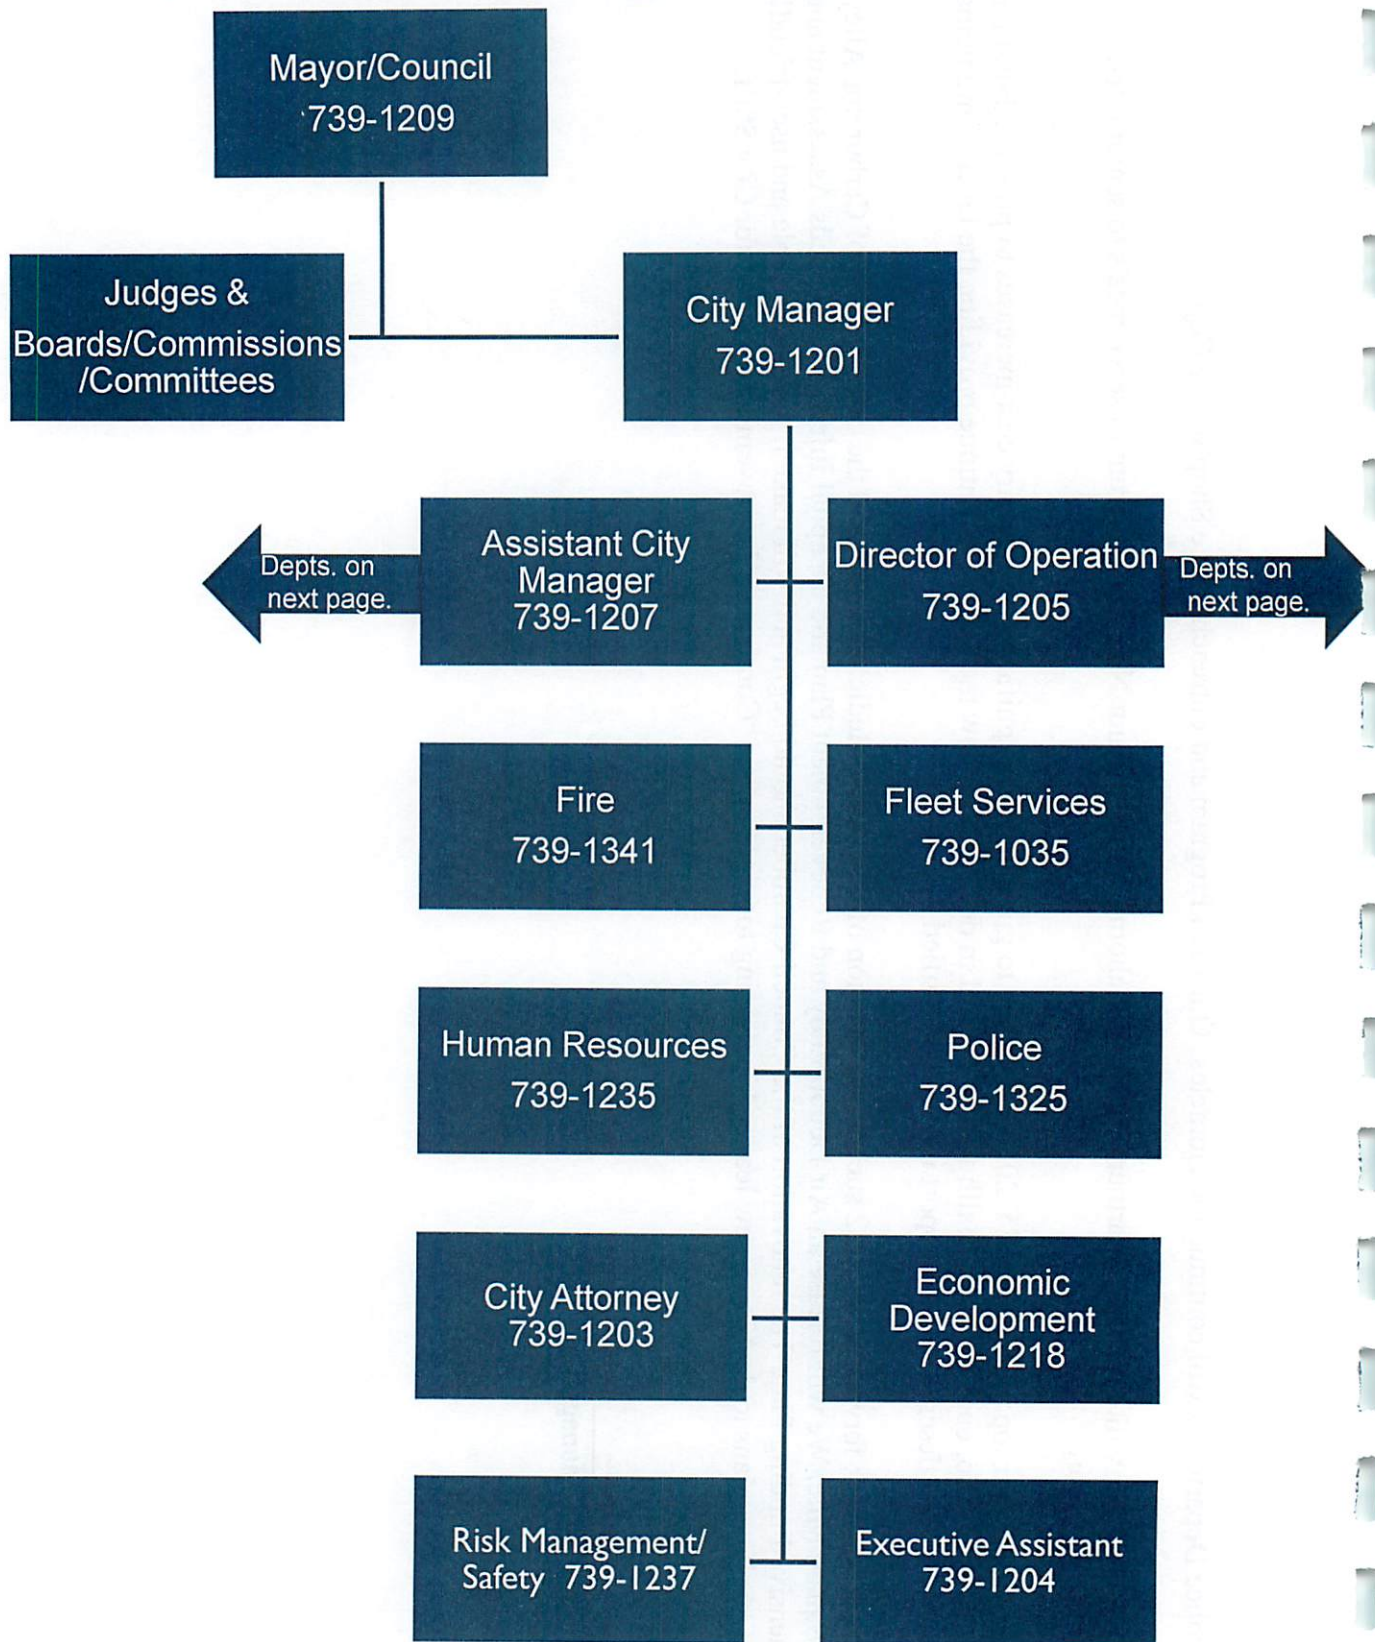 Mayor/Council
739-1209
Judges &
Boards/Commissions
/Committees
City Manager
739-1201
Depts. on
next page.
Assistant City
Manager
739-1207
Director of Operation
739-1205
Depts. on
next page.
Fire
739-1341
Fleet Services
739-1035
Human Resources
739-1235
Police
739-1325
City Attorney
739-1203
Economic
Development
739-1218
Risk Management/
Safety 739-1237
Executive Assistant
739-1204